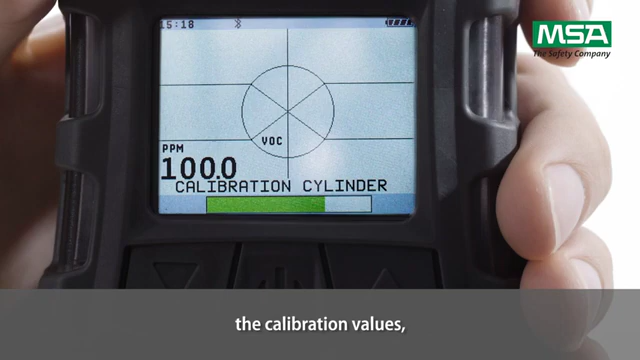 15:18
MSA
The Safety Company
VOC
PPM
100.0
CALIBRATION CYLINDER
the calibration values,